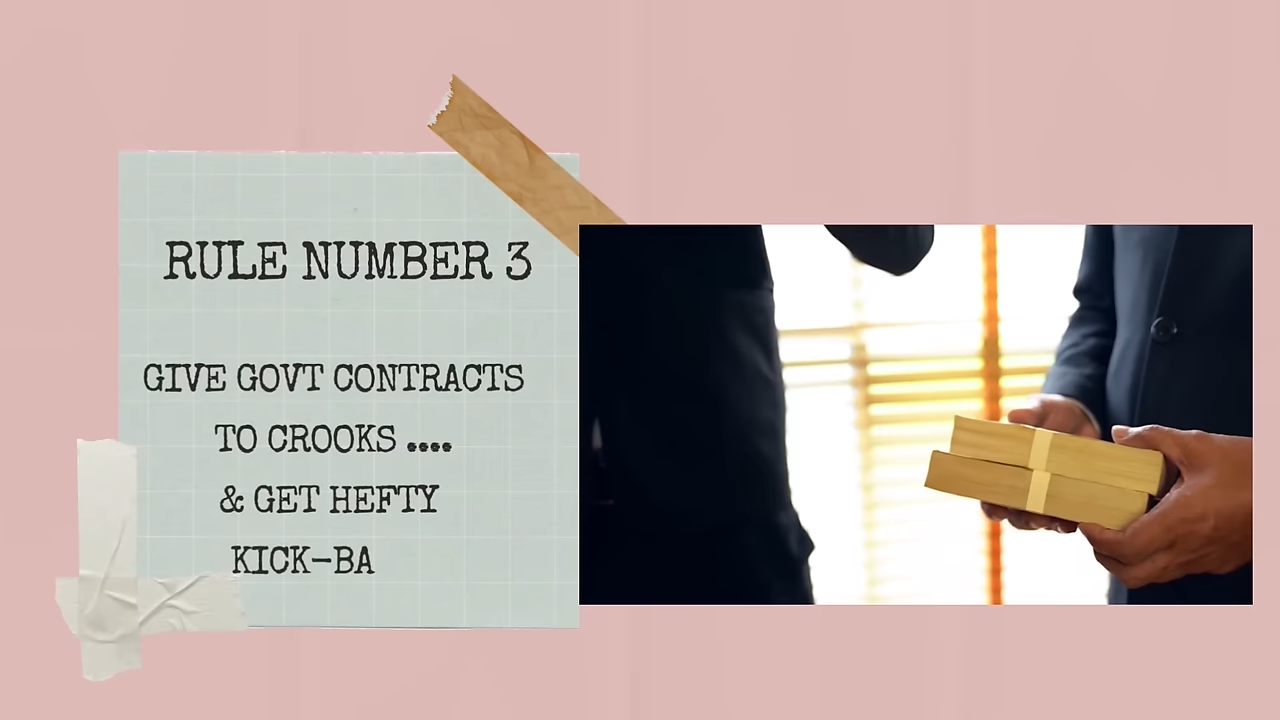 RULE NUMBER 3
GIVE GOVT CONTRACTS
TO CROOKS ....
& GET HEFTY
KICK-BA